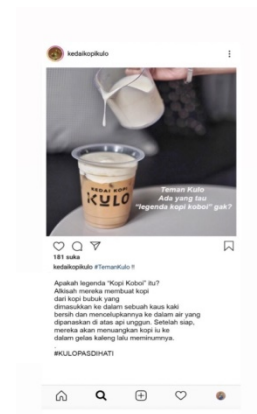 kedaikopikulo
KEDAI KOPI
KULO
Teman Kulo
Ada yang tau
"legenda kopi koboi" gak?
181 suka
kedaikopikulo #TemanKulo !!
Apakah legenda "Kopi Koboi" itu?
Alkisah mereka membuat kopi
dari kopi bubuk yang
dimasukkan ke dalam sebuah kaus kaki
bersih dan mencelupkannya ke dalam air yang
dipanaskan di atas api unggun. Setelah siap,
mereka akan menuangkan kopi iu ke
dalam gelas kaleng lalu meminumnya.
.
#KULOPASDIHATI